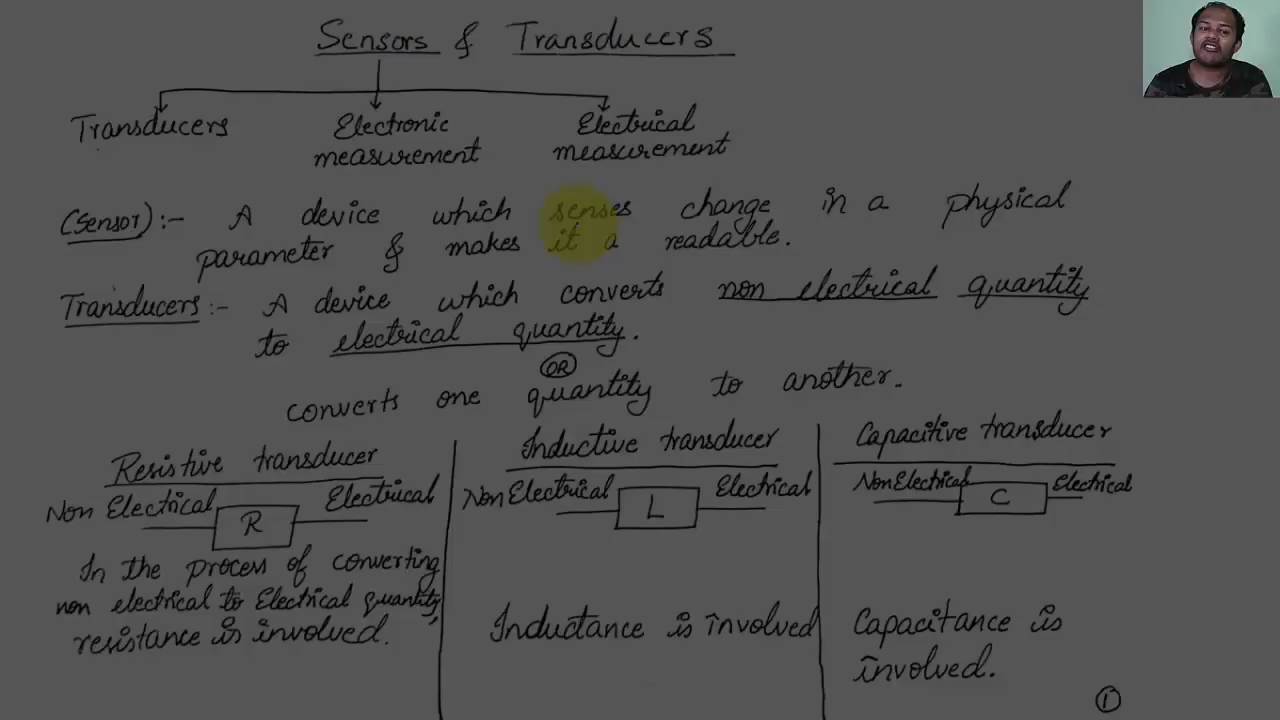 Sensors & Transducers
Transducers
Electronic measurement
Electrical measurement
(Sensor):- A device which senses change in a physical
parameter & makes it a readable.
Transducers:- A device which converts non electrical quantity
to electrical quantity.
OR
converts one quantity to another.
Resistive transducer
Non Electrical R Electrical
In the process of converting
non electrical to Electrical quantity,
resistance is involved.
Inductive transducer
Non Electrical L Electrical
Inductance is involved
Capacitive transducer
Non Electrical C Electrical
Capacitance is
involved.
1